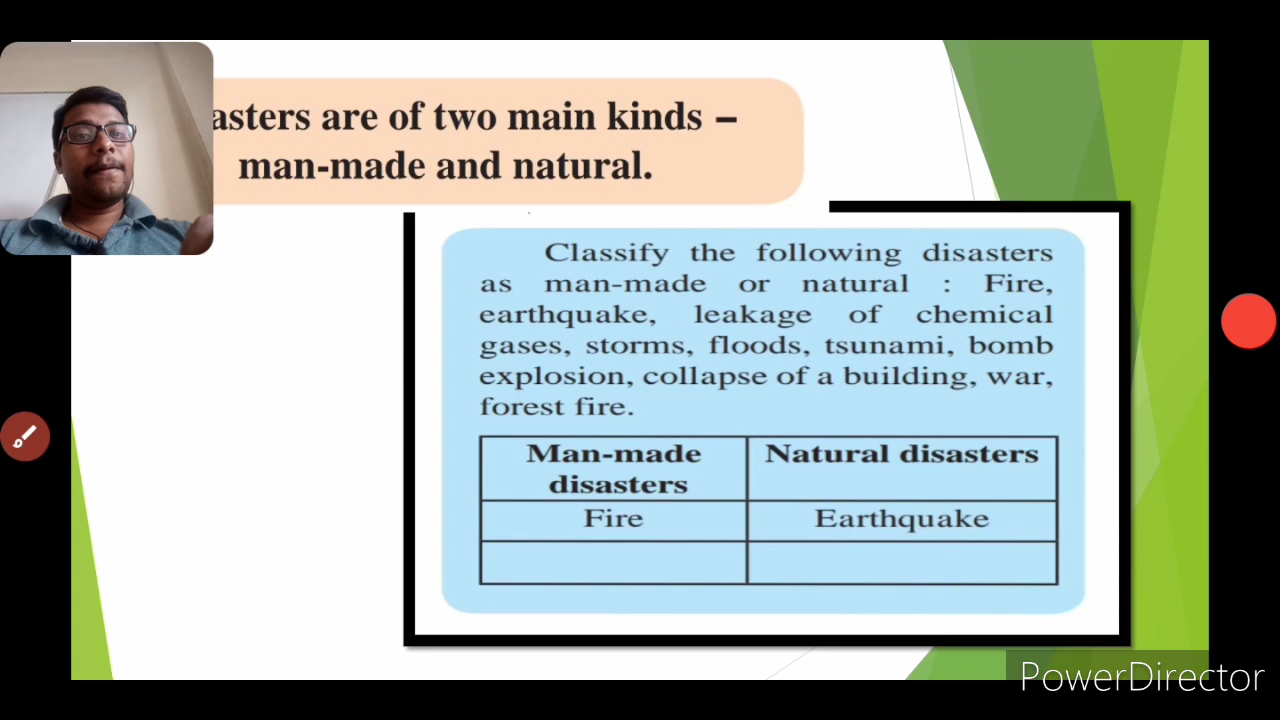 asters are of two main kinds –
man-made and natural.
Classify the following disasters
as man-made or natural : Fire,
earthquake, leakage of chemical
gases, storms, floods, tsunami, bomb
explosion, collapse of a building, war,
forest fire.
Man-made
disasters
Natural disasters
Fire
Earthquake
PowerDirector